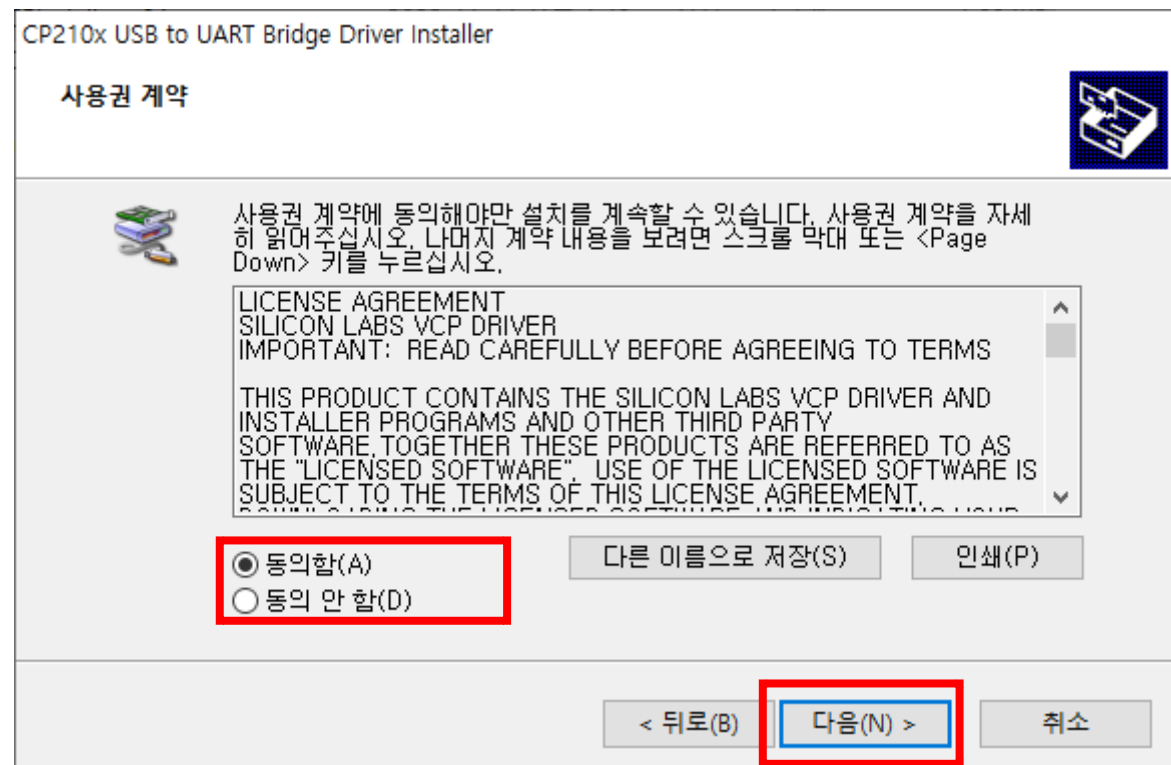 CP210x USB to UART Bridge Driver Installer
사용권 계약
사용권 계약에 동의해야만 설치를 계속할 수 있습니다. 사용권 계약을 자세
히 읽어주십시오. 나머지 계약 내용을 보려면 스크롤 막대 또는 <Page
Down> 키를 누르십시오.
LICENSE AGREEMENT
SILICON LABS VCP DRIVER
IMPORTANT: READ CAREFULLY BEFORE AGREEING TO TERMS
THIS PRODUCT CONTAINS THE SILICON LABS VCP DRIVER AND
INSTALLER PROGRAMS AND OTHER THIRD PARTY
SOFTWARE.TOGETHER THESE PRODUCTS ARE REFERRED TO AS
THE "LICENSED SOFTWARE". USE OF THE LICENSED SOFTWARE IS
SUBJECT TO THE TERMS OF THIS LICENSE AGREEMENT.
동의함(A)
다른 이름으로 저장(S)
인쇄(P)
동의 안 함(D)
< 뒤로(B)
다음(N) >
취소